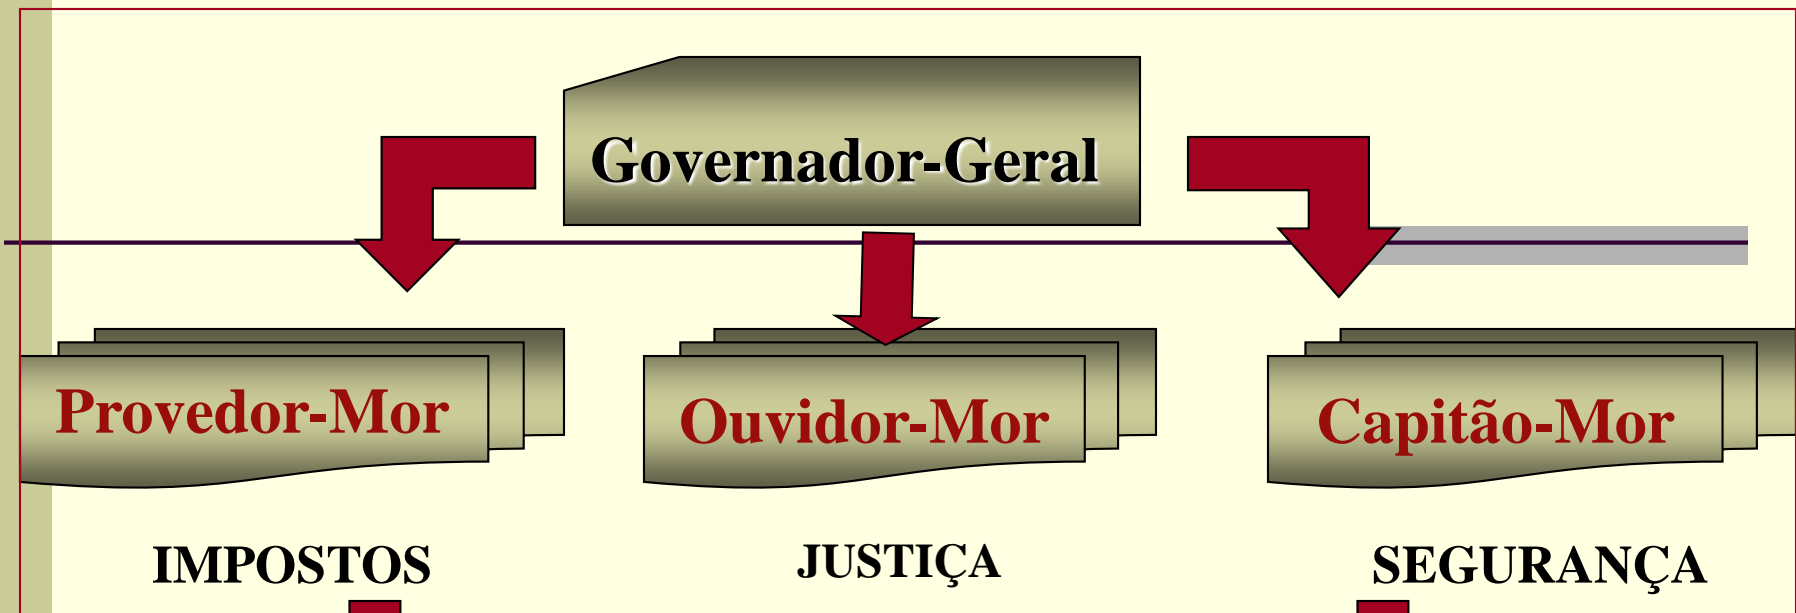 Governador-Geral
Provedor-Mor
Ouvidor-Mor
Capitão-Mor
IMPOSTOS
JUSTIÇA
SEGURANÇA